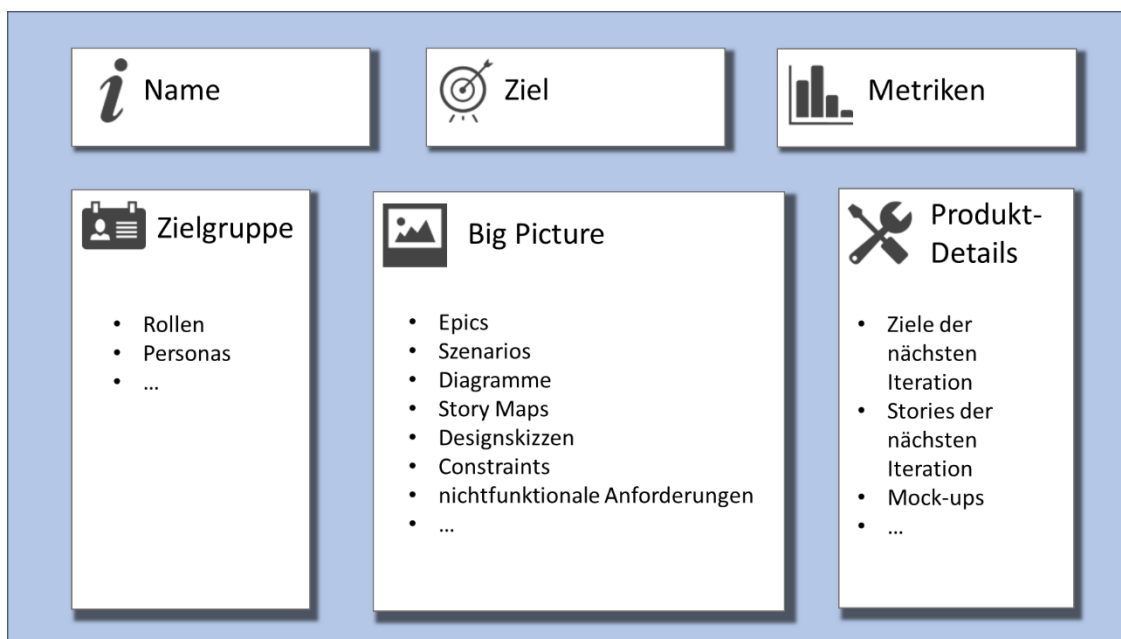 Name
Ziel
Metriken
Zielgruppe
• Rollen
• Personas
• ...
Big Picture
• Epics
• Szenarios
• Diagramme
• Story Maps
• Designskizzen
• Constraints
• nichtfunktionale Anforderungen
• ...
Produkt-
Details
• Ziele der
nächsten
Iteration
• Stories der
nächsten
Iteration
• Mock-ups
• ...